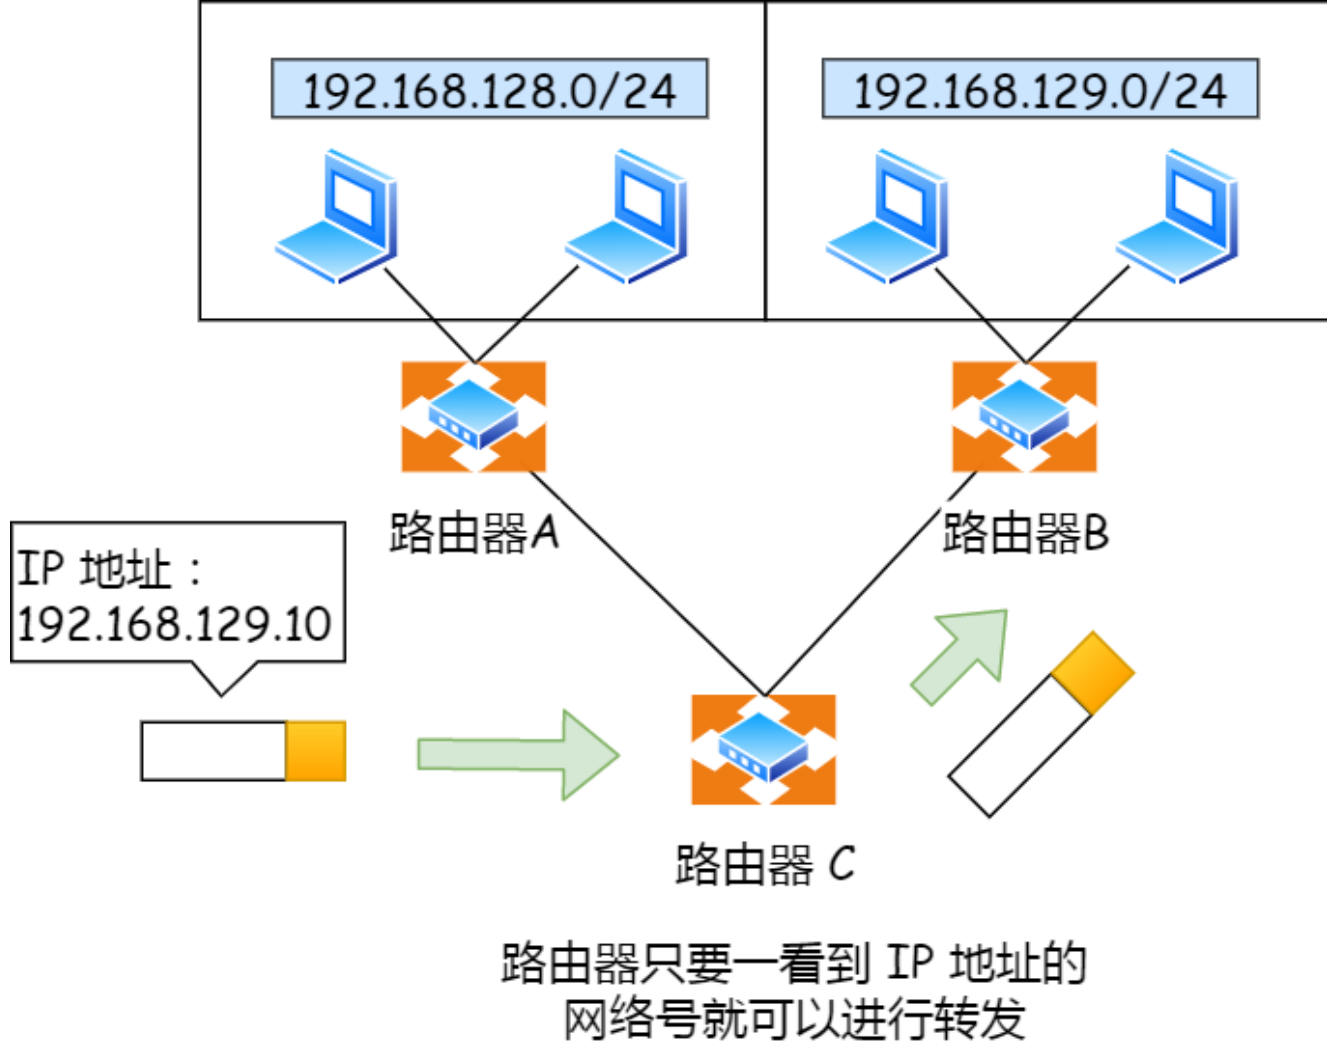 192.168.128.0/24
192.168.129.0/24
路由器A
路由器B
IP 地址：
192.168.129.10
路由器 C
路由器只要一看到 IP 地址的
网络号就可以进行转发